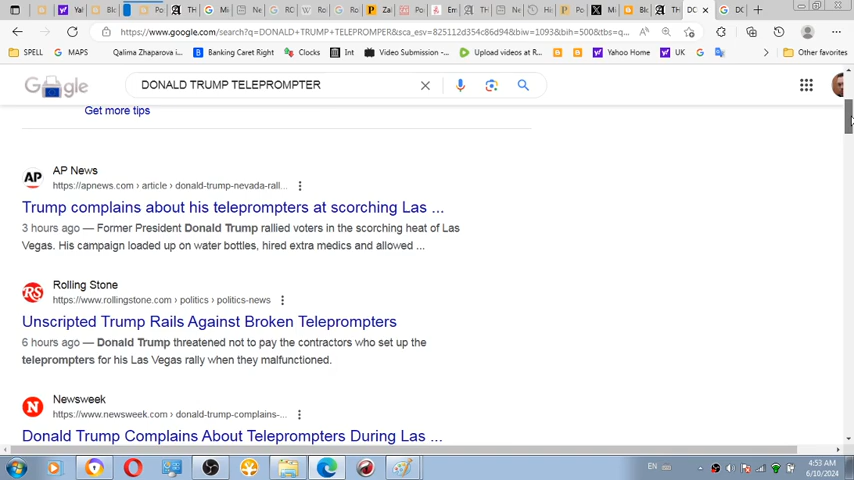 https://www.google.com/search?q=DONALD+TRUMP+TELEPROMPER&sca_esv=825112d354c86d94&biw=1093&bih=500&tbs=q...
SPELL
MAPS
Qalima Zhaparova i...
Banking Caret Right
Clocks
Int
Video Submission -...
Upload videos at R...
Yahoo Home
UK
Other favorites
Google
DONALD TRUMP TELEPROMPTER
Get more tips
AP News
https://apnews.com › article › donald-trump-nevada-rall...
Trump complains about his teleprompters at scorching Las ...
3 hours ago — Former President Donald Trump rallied voters in the scorching heat of Las
Vegas. His campaign loaded up on water bottles, hired extra medics and allowed ...
RS
Rolling Stone
https://www.rollingstone.com › politics › politics-news
Unscripted Trump Rails Against Broken Teleprompters
6 hours ago — Donald Trump threatened not to pay the contractors who set up the
teleprompters for his Las Vegas rally when they malfunctioned.
N
Newsweek
https://www.newsweek.com › donald-trump-complains-...
Donald Trump Complains About Teleprompters During Las ...
EN
4:53 AM
6/10/2024